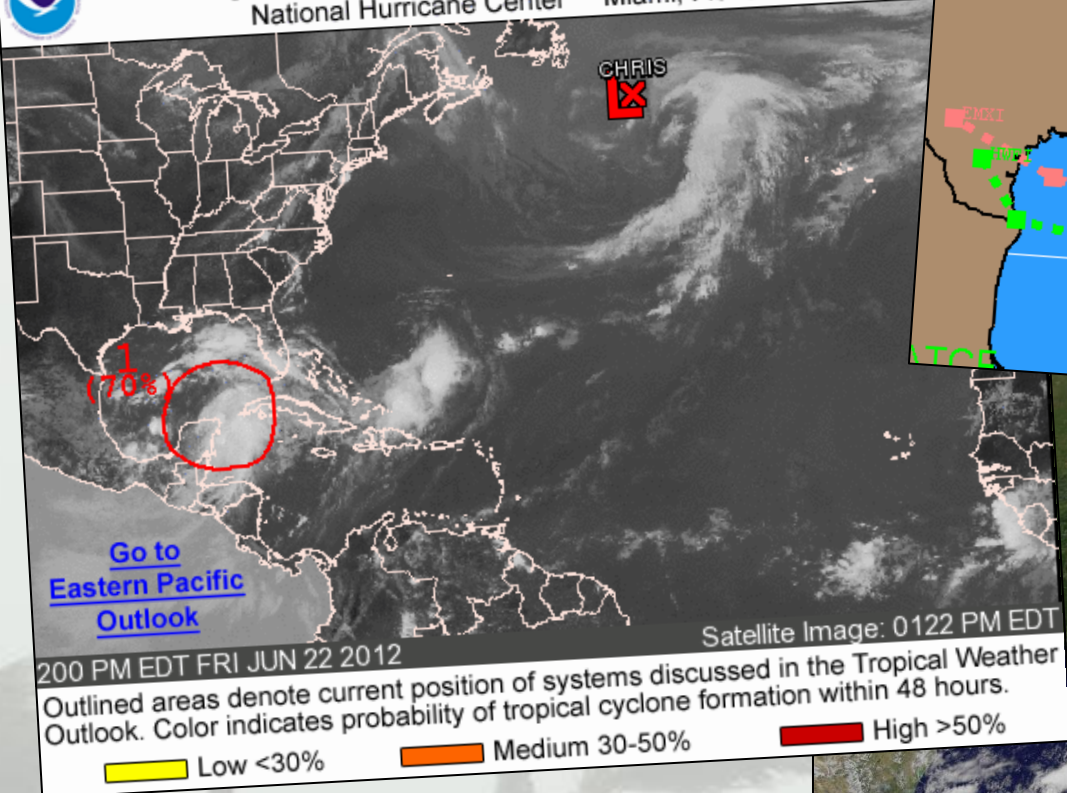 National Hurricane Center
CHRIS
1
(70%)
EMXI
Go to
Eastern Pacific
Outlook
Satellite Image: 0122 PM EDT
200 PM EDT FRI JUN 22 2012
Outlined areas denote current position of systems discussed in the Tropical Weather
Outlook. Color indicates probability of tropical cyclone formation within 48 hours.
Low <30%
Medium 30-50%
High >50%